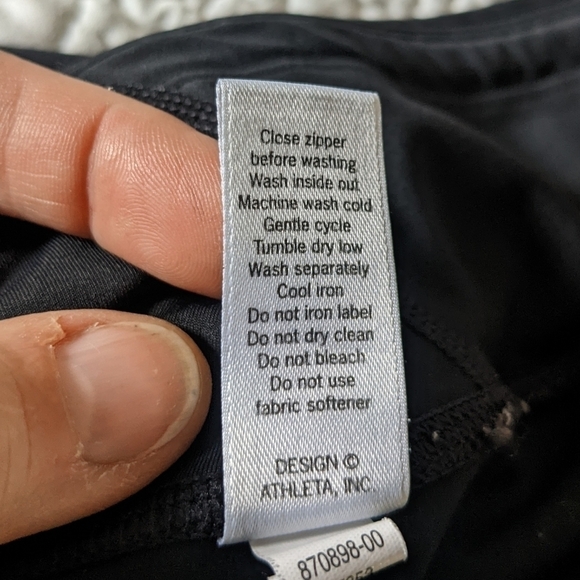 Close zipper
before washing
Wash inside out
Machine wash cold
Gentle cycle
Tumble dry low
Wash separately
Cool iron
Do not iron label
Do not dry clean
Do not bleach
Do not use
fabric softener
DESIGN ©
ATHLETA, INC.
870898-00